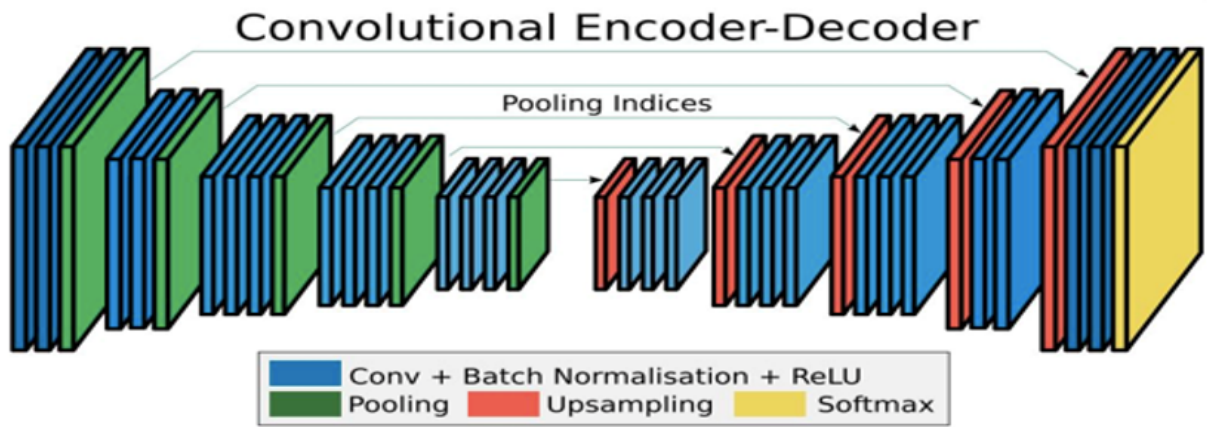 Convolutional Encoder-Decoder
Pooling Indices
Conv + Batch Normalisation + ReLU
Pooling Upsampling Softmax